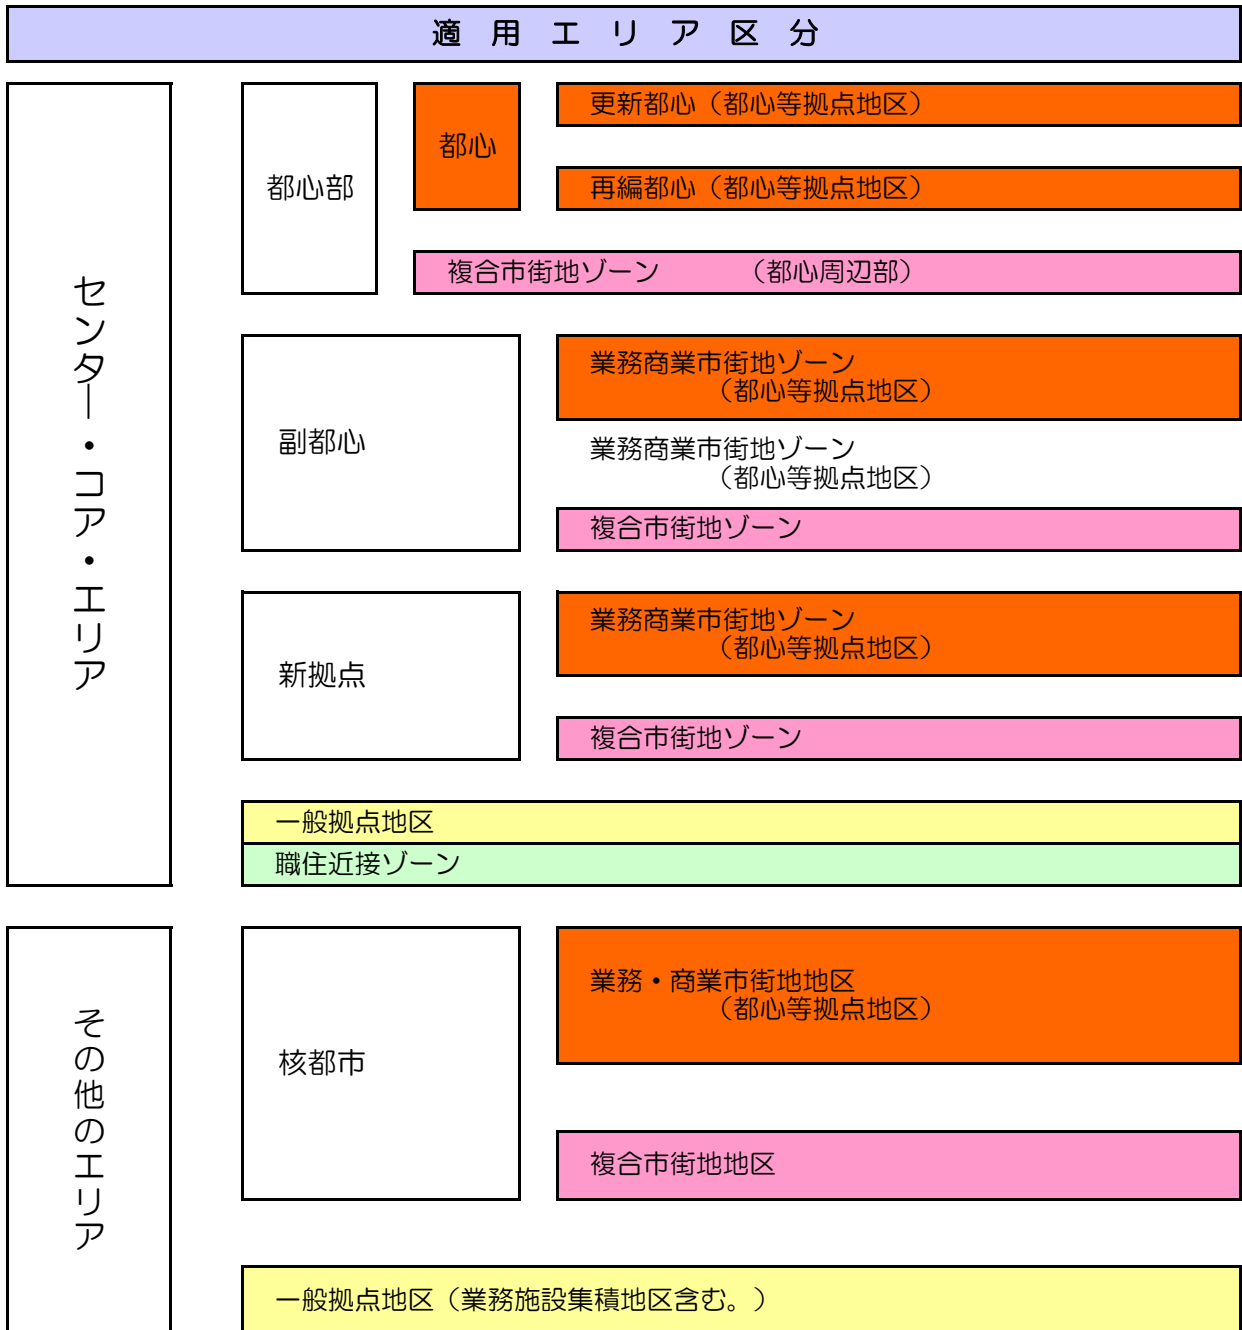 適用エリア区分
センター・コア・エリア
都心部
都心
更新都心（都心等拠点地区）
再編都心（都心等拠点地区）
複合市街地ゾーン　（都心周辺部）
副都心
業務商業市街地ゾーン
（都心等拠点地区）
業務商業市街地ゾーン
（都心等拠点地区）
複合市街地ゾーン
新拠点
業務商業市街地ゾーン
（都心等拠点地区）
複合市街地ゾーン
一般拠点地区
職住近接ゾーン
その他のエリア
核都市
業務・商業市街地地区
（都心等拠点地区）
複合市街地地区
一般拠点地区（業務施設集積地区含む。）